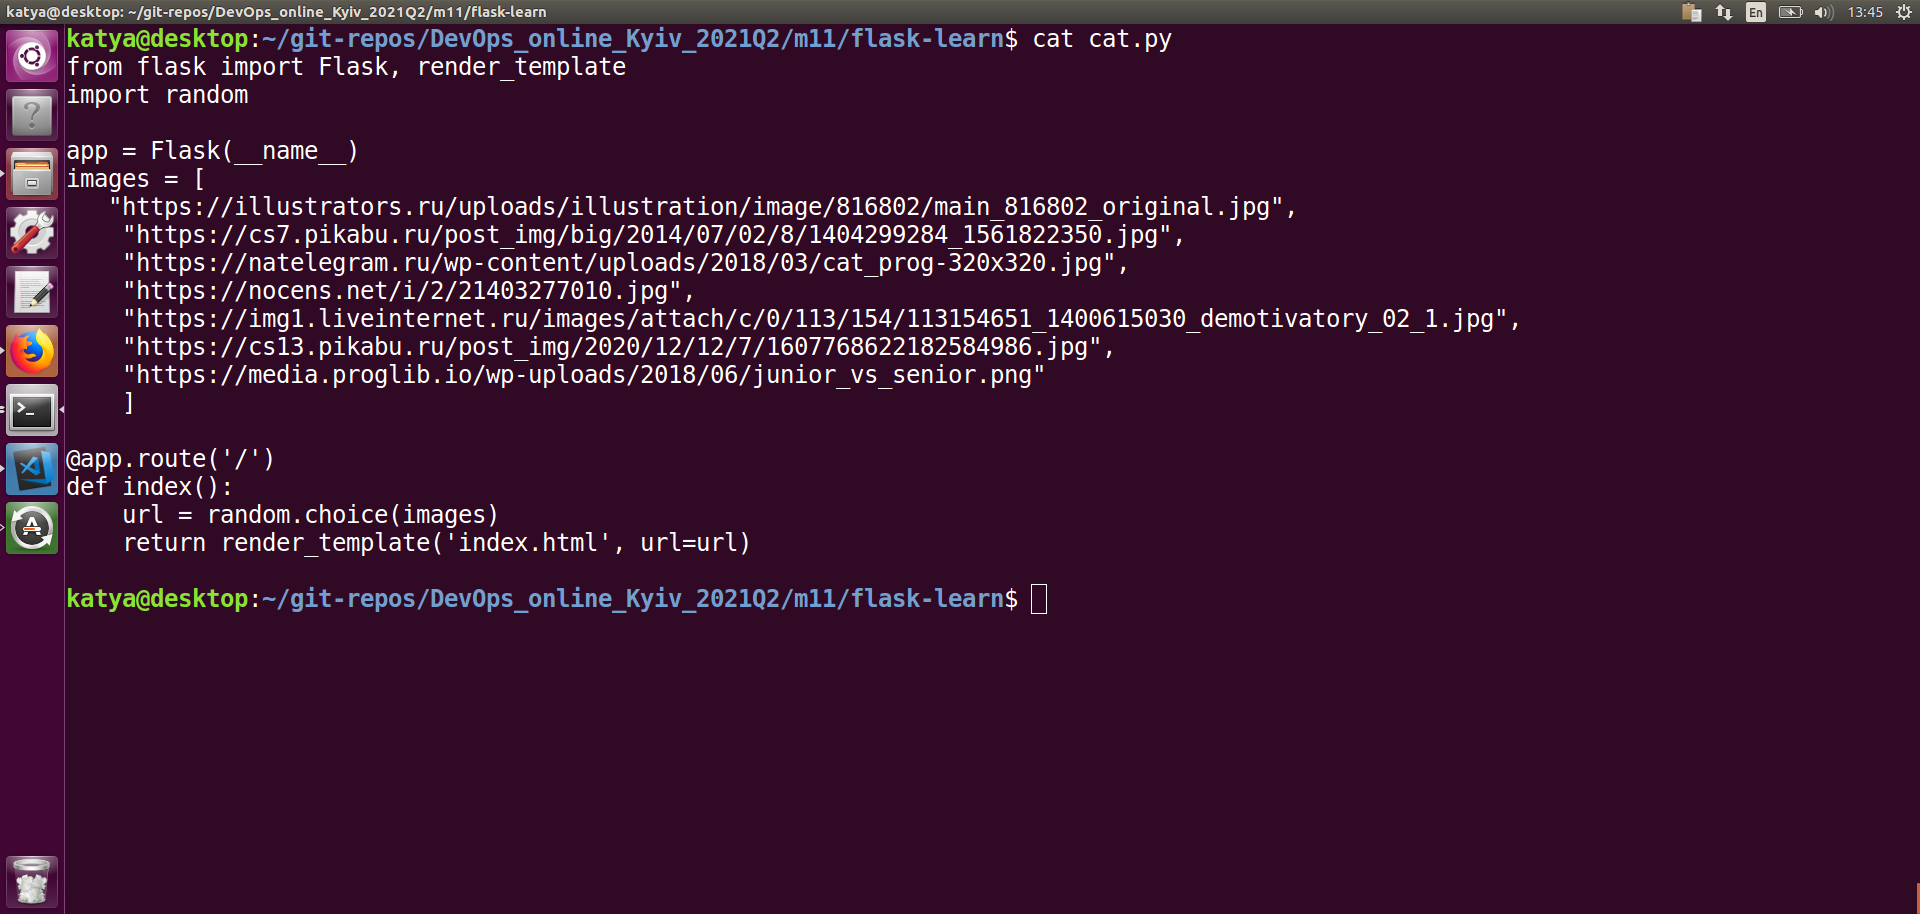 katya@desktop: ~/git-repos/DevOps_online_Kyiv_2021Q2/m11/flask-learn
En
13:45
katya@desktop:~/git-repos/DevOps_online_Kyiv_2021Q2/m11/flask-learn$ cat cat.py
from flask import Flask, render_template
import random

app = Flask(__name__)
images = [
   "https://illustrators.ru/uploads/illustration/image/816802/main_816802_original.jpg",
    "https://cs7.pikabu.ru/post_img/big/2014/07/02/8/1404299284_1561822350.jpg",
    "https://natelegram.ru/wp-content/uploads/2018/03/cat_prog-320x320.jpg",
    "https://nocens.net/i/2/21403277010.jpg",
    "https://img1.liveinternet.ru/images/attach/c/0/113/154/113154651_1400615030_demotivatory_02_1.jpg",
    "https://cs13.pikabu.ru/post_img/2020/12/12/7/1607768622182584986.jpg",
    "https://media.proglib.io/wp-uploads/2018/06/junior_vs_senior.png"
    ]

@app.route('/')
def index():
    url = random.choice(images)
    return render_template('index.html', url=url)

katya@desktop:~/git-repos/DevOps_online_Kyiv_2021Q2/m11/flask-learn$